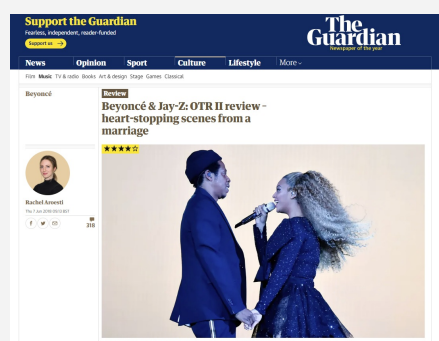 Support the Guardian
Fearless, independent, reader-funded
Support us
The
Guardian
Newspaper of the year
News Opinion Sport Culture Lifestyle More
Film Music TV & radio Books Art & design Stage Games Classical
Beyoncé
Review
Beyoncé & Jay-Z: OTR II review –
heart-stopping scenes from a
marriage
Rachel Aroesti
318